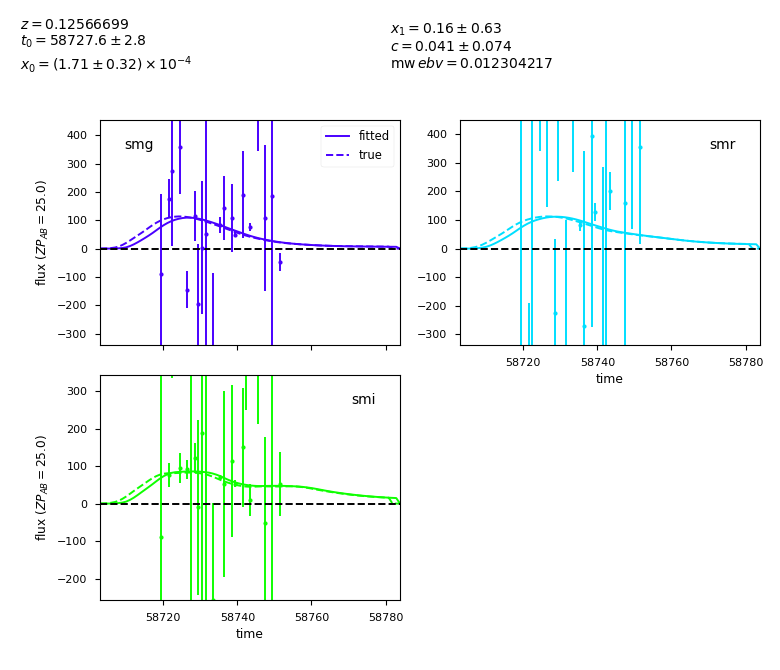 z = 0.12566699
t₀ = 58727.6 ± 2.8
x₀ = (1.71 ± 0.32) × 10⁻⁴
x₁ = 0.16 ± 0.63
c = 0.041 ± 0.074
mw ebv = 0.012304217
smg
fitted
true
400
300
200
100
0
−100
−200
−300
flux (ZP_AB = 25.0)
smr
400
300
200
100
0
−100
−200
−300
58720 58740 58760 58780
time
smi
300
200
100
0
−100
−200
flux (ZP_AB = 25.0)
58720 58740 58760 58780
time